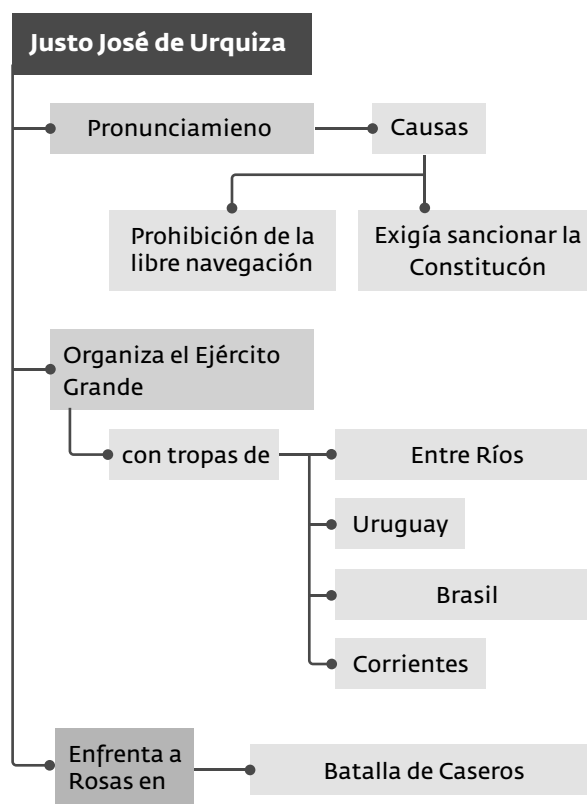 Justo José de Urquiza
Pronunciamieno
Causas
Prohibición de la
libre navegación
Exigía sancionar la
Constitucón
Organiza el Ejército
Grande
con tropas de
Entre Ríos
Uruguay
Brasil
Corrientes
Enfrenta a
Rosas en
Batalla de Caseros